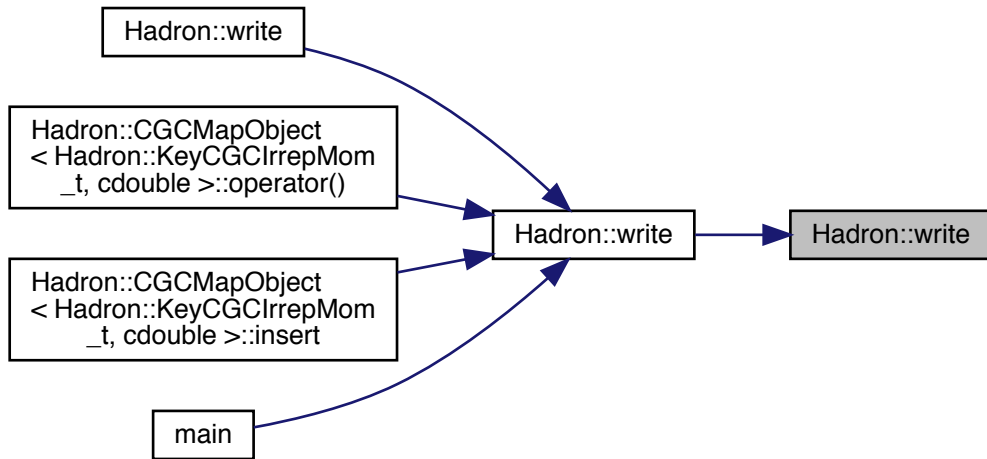 Hadron::write
Hadron::CGCMapObject
< Hadron::KeyCGCIrrepMom
_t, cdouble >::operator()
Hadron::write
Hadron::write
Hadron::CGCMapObject
< Hadron::KeyCGCIrrepMom
_t, cdouble >::insert
main